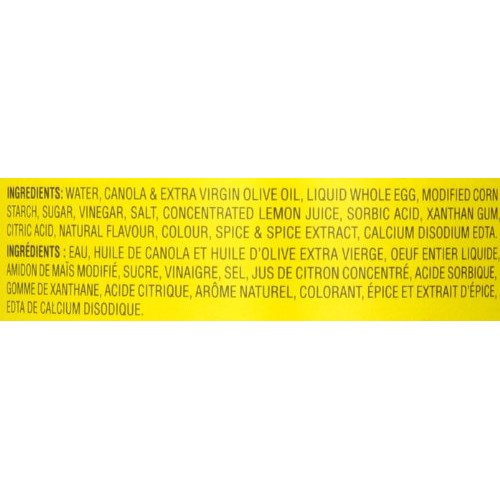 INGREDIENTS: WATER, CANOLA & EXTRA VIRGIN OLIVE OIL, LIQUID WHOLE EGG, MODIFIED CORN
STARCH, SUGAR, VINEGAR, SALT, CONCENTRATED LEMON JUICE, SORBIC ACID, XANTHAN GUM,
CITRIC ACID, NATURAL FLAVOUR, COLOUR, SPICE & SPICE EXTRACT, CALCIUM DISODIUM EDTA.
INGRÉDIENTS : EAU, HUILE DE CANOLA ET HUILE D'OLIVE EXTRA VIERGE, OEUF ENTIER LIQUIDE,
AMIDON DE MAÏS MODIFIÉ, SUCRE, VINAIGRE, SEL, JUS DE CITRON CONCENTRÉ, ACIDE SORBIQUE,
GOMME DE XANTHANE, ACIDE CITRIQUE, ARÔME NATUREL, COLORANT, ÉPICE ET EXTRAIT D'ÉPICE,
EDTA DE CALCIUM DISODIQUE.